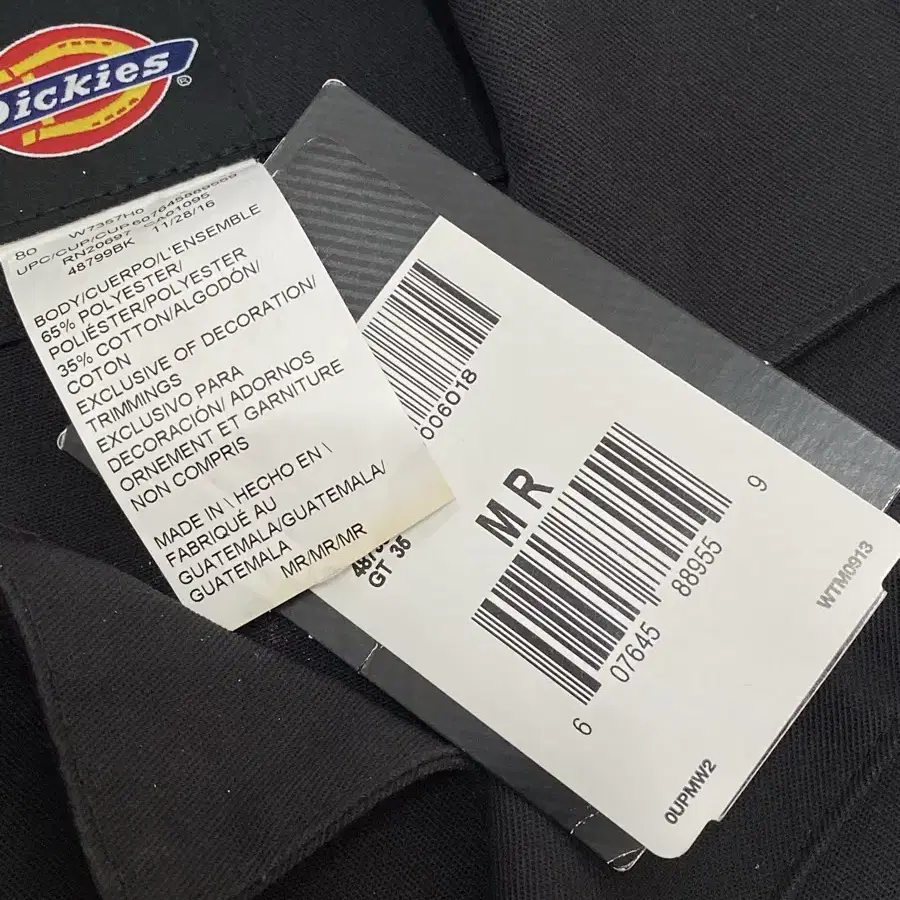 Dickies®
80 W7357H0
UPC/CUP/CUP 607645889559
RN20697 CA01095
48799BK 11/28/16
BODY/CUERPO/L'ENSEMBLE
65% POLYESTER/
POLIÉSTER/POLYESTER
35% COTTON/ALGODÓN/
COTON
EXCLUSIVE OF DECORATION/
TRIMMINGS
EXCLUSIVO PARA
DECORACIÓN/ ADORNOS
ORNEMENT ET GARNITURE
NON COMPRIS
MADE IN \ HECHO EN \
FABRIQUÉ AU
GUATEMALA/GUATEMALA/
GUATEMALA
MR/MR/MR
006018
MR
GT 36
6 07645 88955 9
WTM0913
0UPMW2